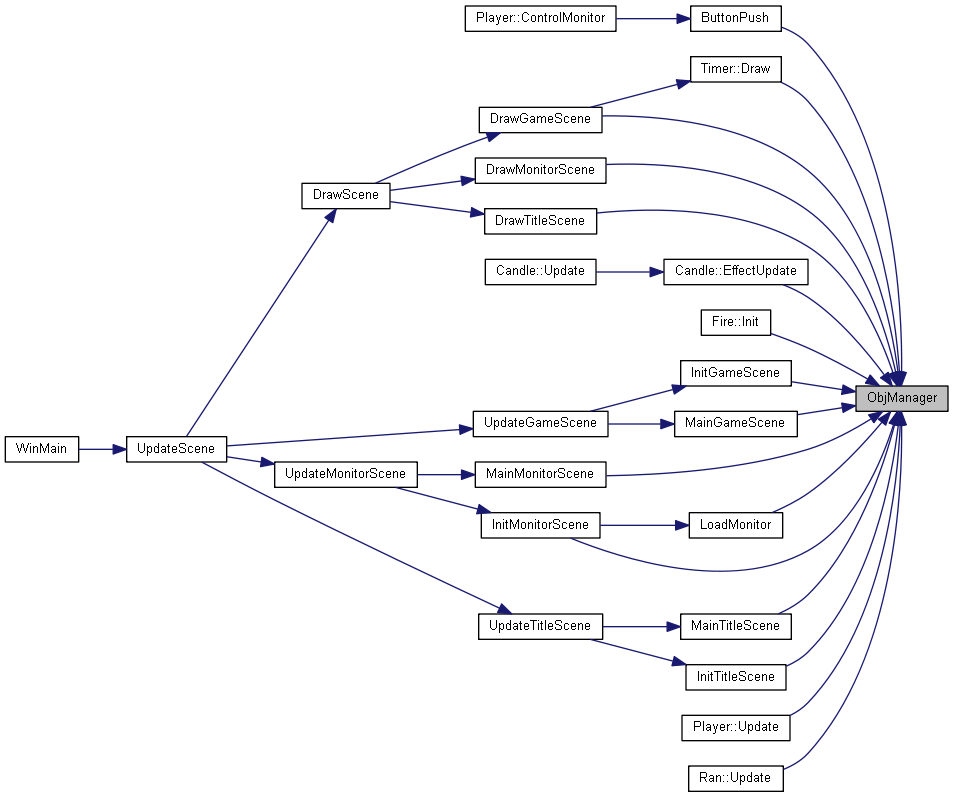 Player::ControlMonitor
ButtonPush
Timer::Draw
DrawGameScene
DrawMonitorScene
DrawScene
DrawTitleScene
Candle::Update
Candle::EffectUpdate
Fire::Init
InitGameScene
ObjManager
UpdateGameScene
MainGameScene
WinMain
UpdateScene
UpdateMonitorScene
MainMonitorScene
InitMonitorScene
LoadMonitor
UpdateTitleScene
MainTitleScene
InitTitleScene
Player::Update
Ran::Update